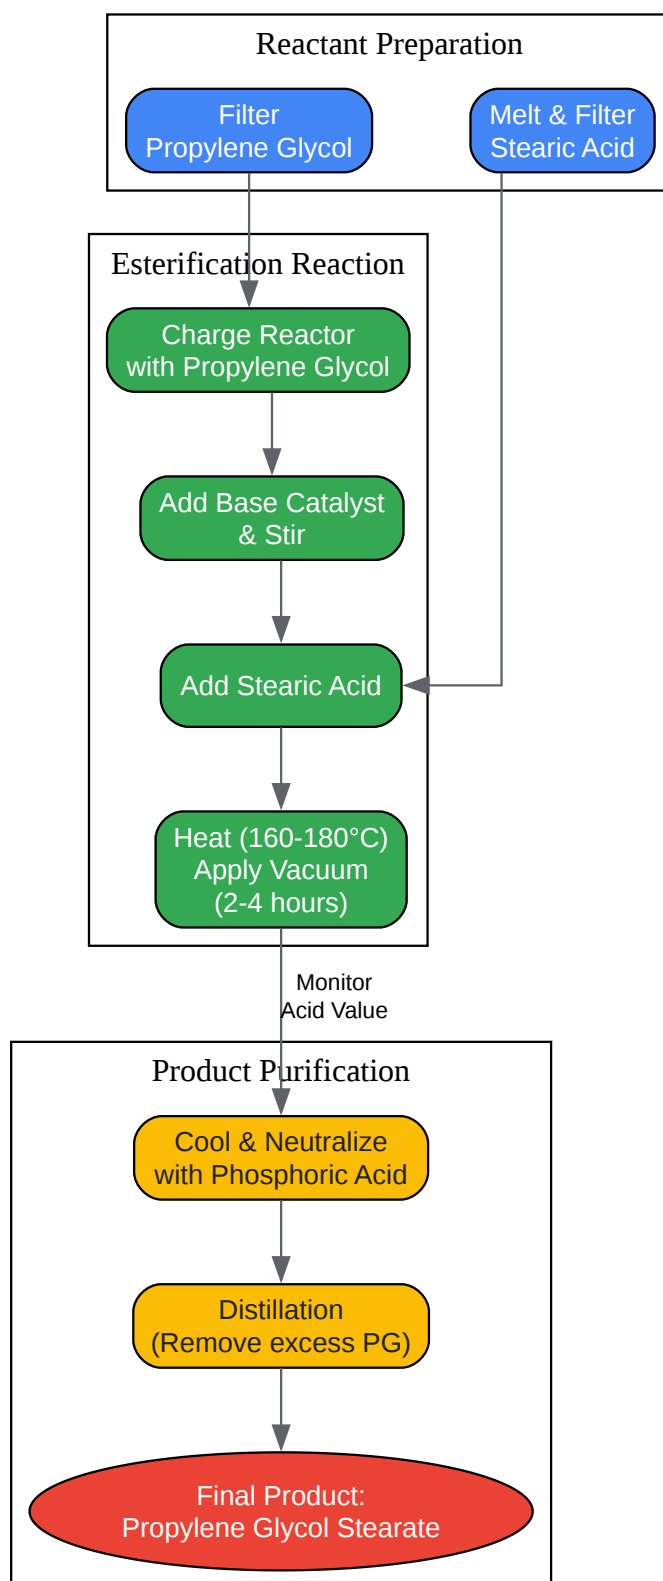 Reactant Preparation
Filter
Propylene Glycol
Melt & Filter
Stearic Acid
Esterification Reaction
Charge Reactor
with Propylene Glycol
Add Base Catalyst
& Stir
Add Stearic Acid
Heat (160-180°C)
Apply Vacuum
(2-4 hours)
Monitor
Acid Value
Product Purification
Cool & Neutralize
with Phosphoric Acid
Distillation
(Remove excess PG)
Final Product:
Propylene Glycol Stearate